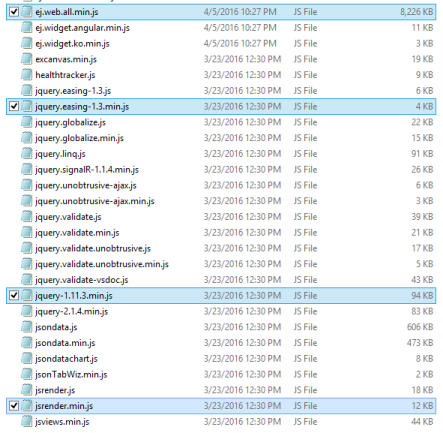 ej.web.all.min.js 4/5/2016 10:27 PM JS File 8,226 KB
ej.widget.angular.min.js 4/5/2016 10:27 PM JS File 11 KB
ej.widget.ko.min.js 4/5/2016 10:27 PM JS File 3 KB
excanvas.min.js 3/23/2016 12:30 PM JS File 19 KB
healthtracker.js 3/23/2016 12:30 PM JS File 9 KB
jquery.easing-1.3.js 3/23/2016 12:30 PM JS File 6 KB
jquery.easing-1.3.min.js 3/23/2016 12:30 PM JS File 4 KB
jquery.globalize.js 3/23/2016 12:30 PM JS File 22 KB
jquery.globalize.min.js 3/23/2016 12:30 PM JS File 15 KB
jquery.linq.js 3/23/2016 12:30 PM JS File 91 KB
jquery.signalR-1.1.4.min.js 3/23/2016 12:30 PM JS File 26 KB
jquery.unobtrusive-ajax.js 3/23/2016 12:30 PM JS File 6 KB
jquery.unobtrusive-ajax.min.js 3/23/2016 12:30 PM JS File 3 KB
jquery.validate.js 3/23/2016 12:30 PM JS File 39 KB
jquery.validate.min.js 3/23/2016 12:30 PM JS File 21 KB
jquery.validate.unobtrusive.js 3/23/2016 12:30 PM JS File 17 KB
jquery.validate.unobtrusive.min.js 3/23/2016 12:30 PM JS File 5 KB
jquery.validate-vsdoc.js 3/23/2016 12:30 PM JS File 43 KB
jquery-1.11.3.min.js 3/23/2016 12:30 PM JS File 94 KB
jquery-2.1.4.min.js 3/23/2016 12:30 PM JS File 83 KB
jsondata.js 3/23/2016 12:30 PM JS File 606 KB
jsondata.min.js 3/23/2016 12:30 PM JS File 473 KB
jsondatachart.js 3/23/2016 12:30 PM JS File 8 KB
jsonTabWiz.min.js 3/23/2016 12:30 PM JS File 2 KB
jsrender.js 3/23/2016 12:30 PM JS File 18 KB
jsrender.min.js 3/23/2016 12:30 PM JS File 12 KB
jsviews.min.js 3/23/2016 12:30 PM JS File 44 KB